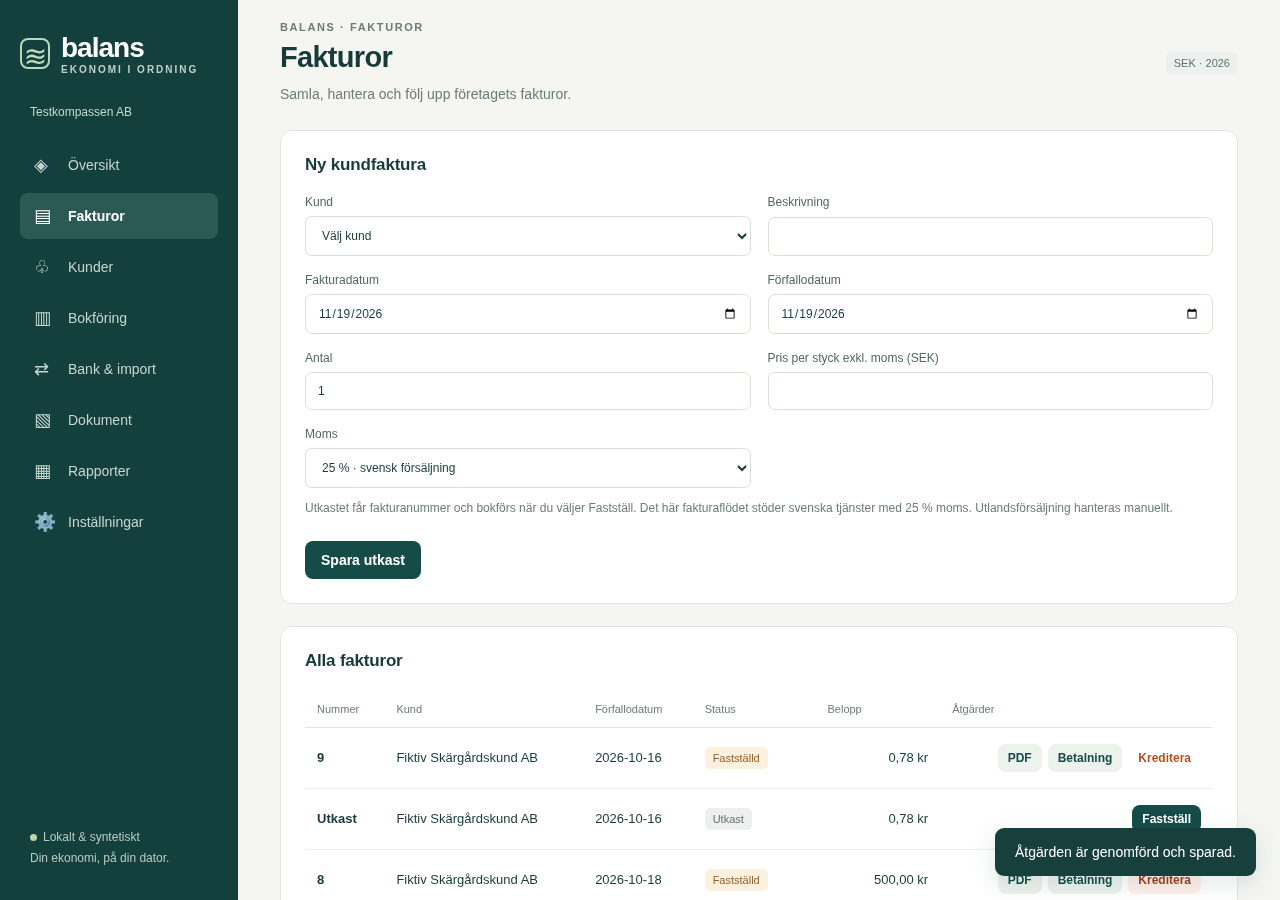 balans
EKONOMI I ORDNING
Testkompassen AB
Översikt
Fakturor
Kunder
Bokföring
Bank & import
Dokument
Rapporter
Inställningar
Lokalt & syntetiskt
Din ekonomi, på din dator.
BALANS · FAKTUROR
Fakturor
SEK · 2026
Samla, hantera och följ upp företagets fakturor.
Ny kundfaktura
Kund Beskrivning
Välj kund
Fakturadatum Förfallodatum
11/19/2026 11/19/2026
Antal Pris per styck exkl. moms (SEK)
1
Moms
25 % · svensk försäljning
Utkastet får fakturanummer och bokförs när du väljer Fastställ. Det här fakturaflödet stöder svenska tjänster med 25 % moms. Utlandsförsäljning hanteras manuellt.
Spara utkast
Alla fakturor
Nummer Kund Förfallodatum Status Belopp Åtgärder
9 Fiktiv Skärgårdskund AB 2026-10-16 Fastställd 0,78 kr PDF Betalning Kreditera
Utkast Fiktiv Skärgårdskund AB 2026-10-16 Utkast 0,78 kr Fastställ
Åtgärden är genomförd och sparad.
8 Fiktiv Skärgårdskund AB 2026-10-18 Fastställd 500,00 kr PDF Betalning Kreditera